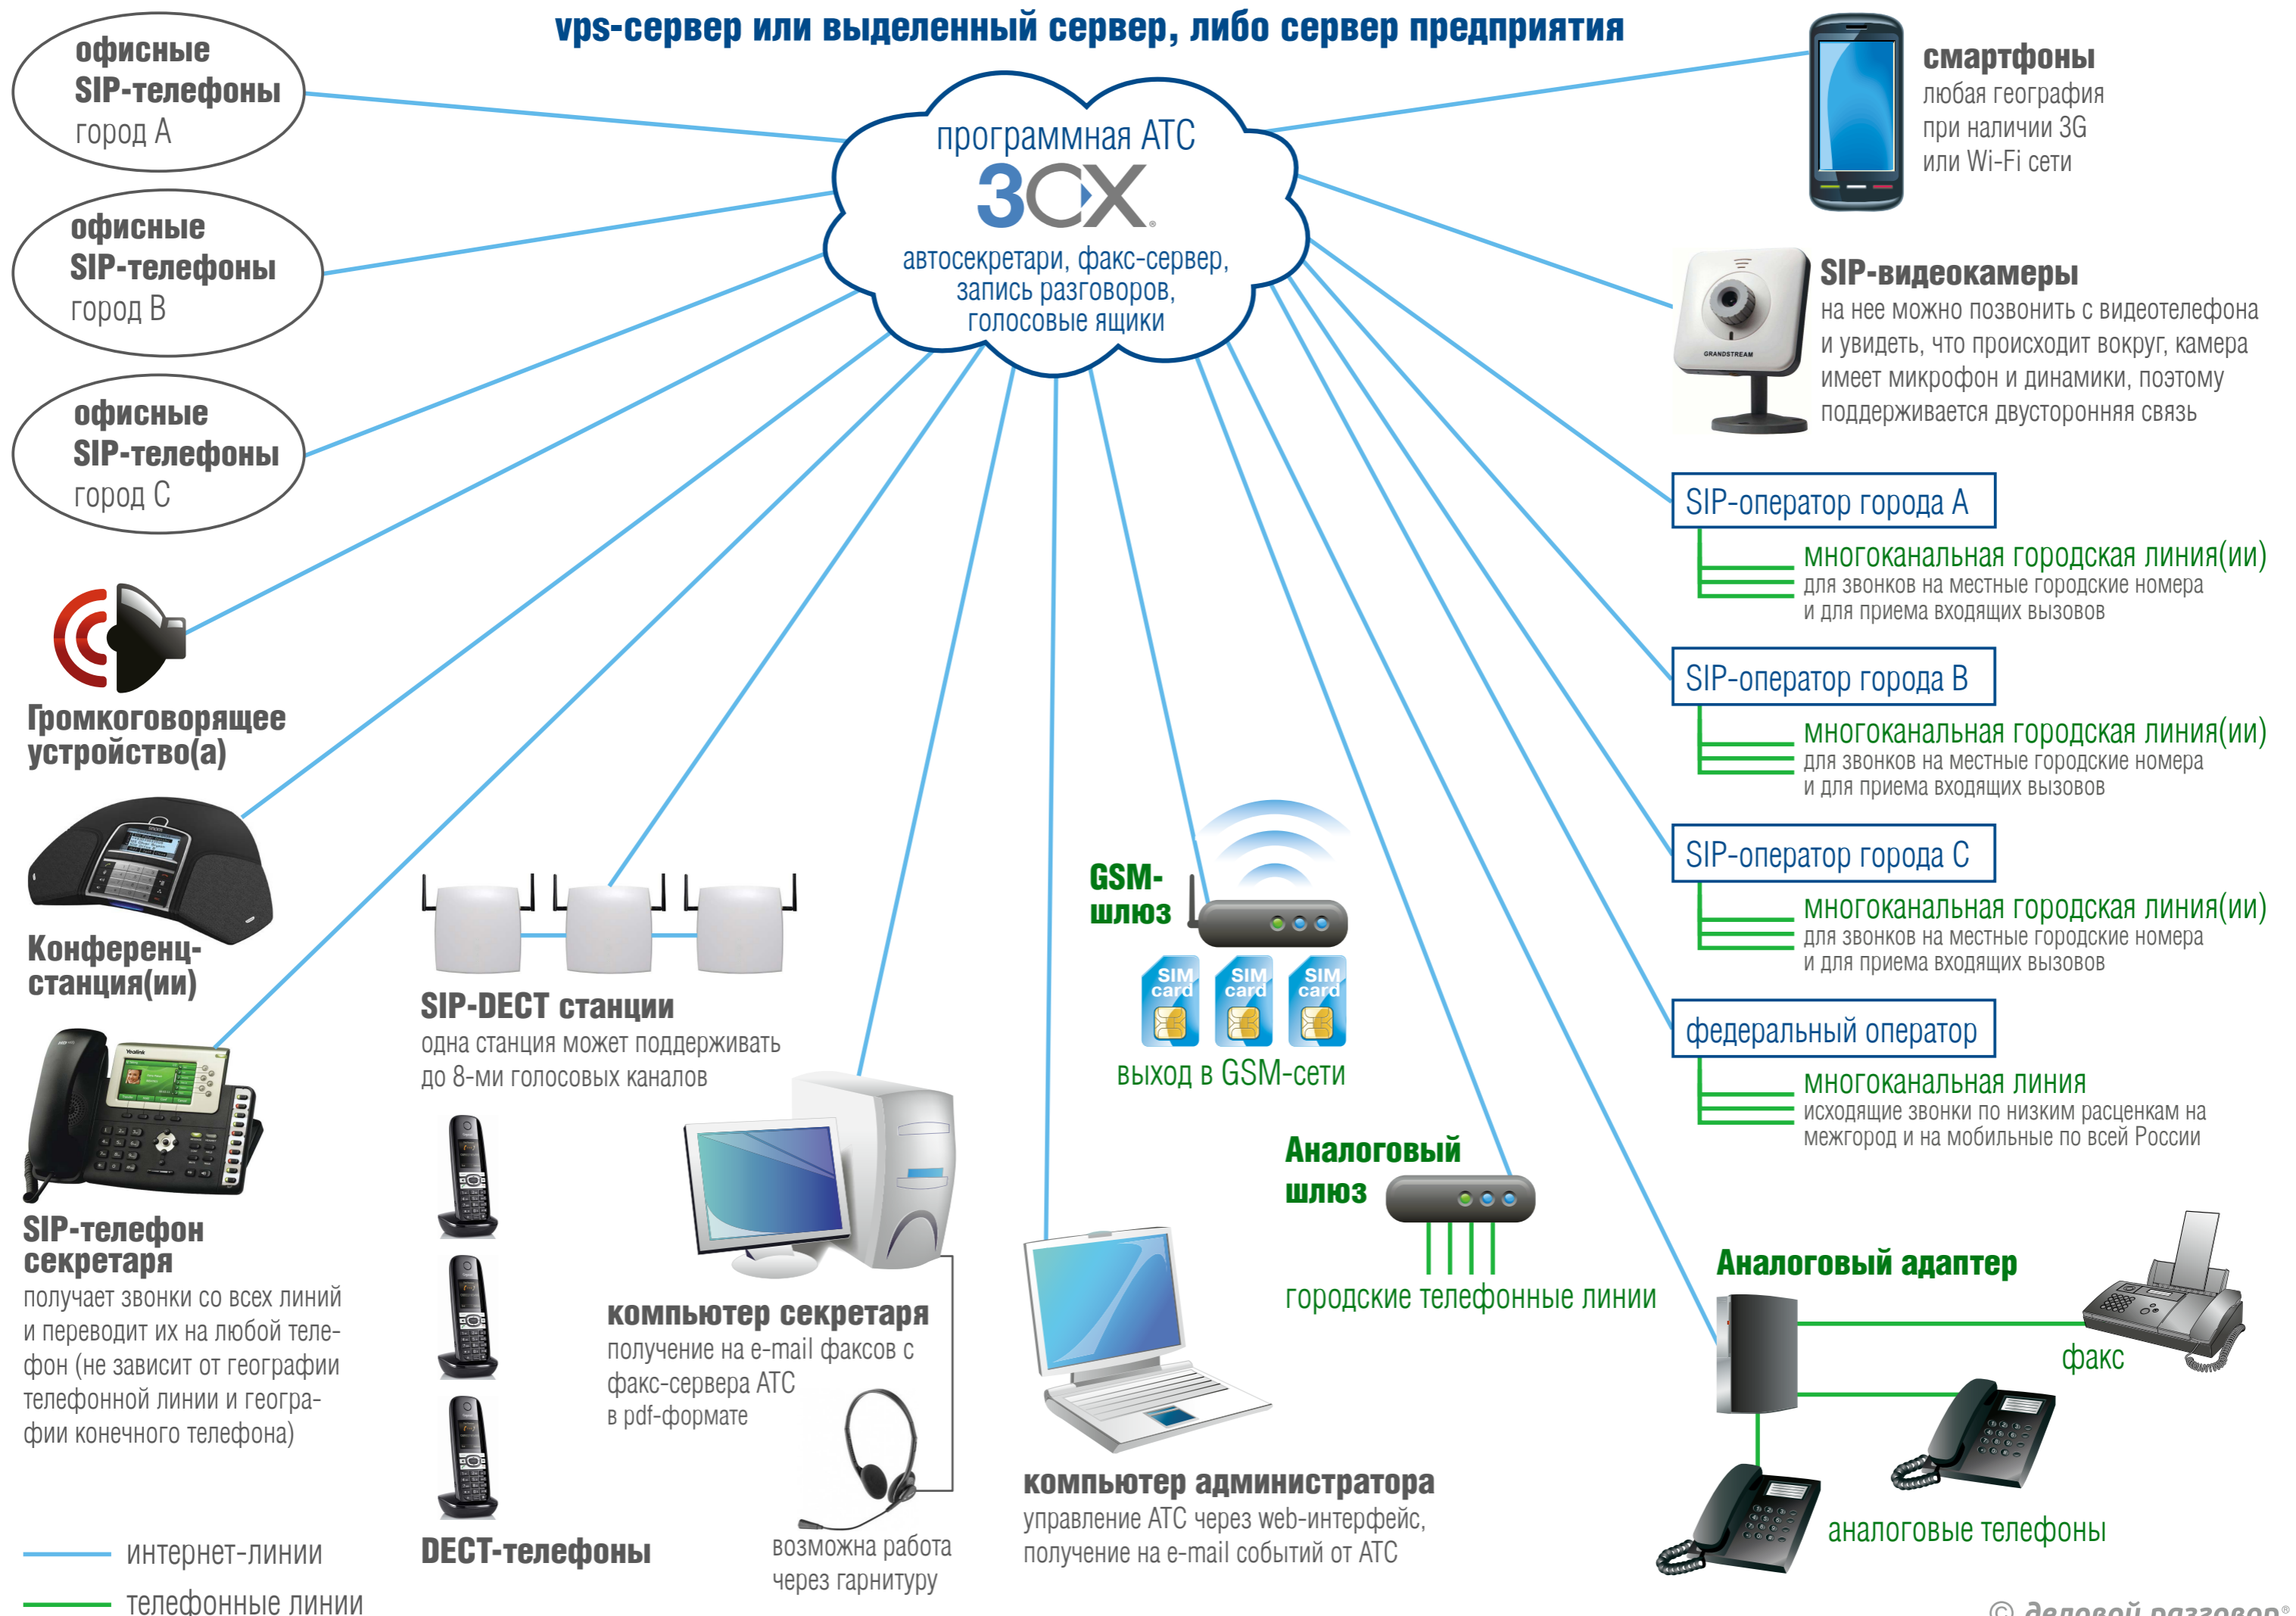 vps-сервер или выделенный сервер, либо сервер предприятия
офисные
SIP-телефоны
город А
офисные
SIP-телефоны
город В
офисные
SIP-телефоны
город С
программная АТС
3CX®
автосекретари, факс-сервер,
запись разговоров,
голосовые ящики
смартфоны
любая география
при наличии 3G
или Wi-Fi сети
GRANDSTREAM
SIP-видеокамеры
на нее можно позвонить с видеотелефона
и увидеть, что происходит вокруг, камера
имеет микрофон и динамики, поэтому
поддерживается двусторонняя связь
SIP-оператор города А
многоканальная городская линия(ии)
для звонков на местные городские номера
и для приема входящих вызовов
SIP-оператор города В
многоканальная городская линия(ии)
для звонков на местные городские номера
и для приема входящих вызовов
SIP-оператор города С
многоканальная городская линия(ии)
для звонков на местные городские номера
и для приема входящих вызовов
федеральный оператор
многоканальная линия
исходящие звонки по низким расценкам на
межгород и на мобильные по всей России
Громкоговорящее
устройство(а)
Конференц-
станция(ии)
Yealink
SIP-телефон
секретаря
получает звонки со всех линий
и переводит их на любой теле-
фон (не зависит от географии
телефонной линии и геогра-
фии конечного телефона)
SIP-DECT станции
одна станция может поддерживать
до 8-ми голосовых каналов
DECT-телефоны
компьютер секретаря
получение на e-mail факсов с
факс-сервера АТС
в pdf-формате
возможна работа
через гарнитуру
GSM-
шлюз
SIM
card
SIM
card
SIM
card
выход в GSM-сети
Аналоговый
шлюз
городские телефонные линии
компьютер администратора
управление АТС через web-интерфейс,
получение на e-mail событий от АТС
Аналоговый адаптер
факс
аналоговые телефоны
интернет-линии
телефонные линии
© деловой разговор®